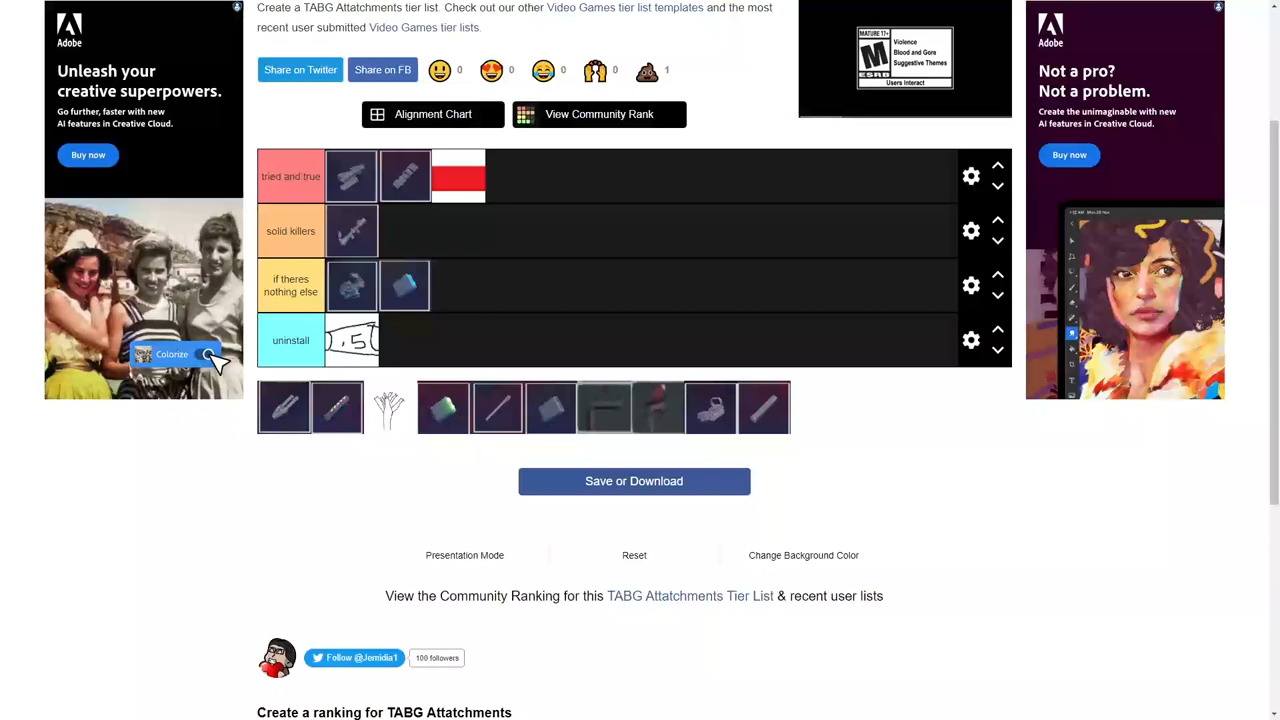 Create a TABG Attatchments tier list. Check out our other Video Games tier list templates and the most
recent user submitted Video Games tier lists.
Adobe
Unleash your
creative superpowers.
Go further, faster with new
AI features in Creative Cloud.
Buy now
Colorize
Share on Twitter
Share on FB
0
0
0
0
1
Alignment Chart
View Community Rank
MATURE 17+
M
ESRB
Violence
Blood and Gore
Suggestive Themes
Users Interact
Adobe
Not a pro?
Not a problem.
Create the unimaginable with new
AI features in Creative Cloud.
Buy now
tried and true
solid killers
if theres
nothing else
uninstall
.5
Save or Download
Presentation Mode
Reset
Change Background Color
View the Community Ranking for this TABG Attatchments Tier List & recent user lists
Follow @Jemidia1
100 followers
Create a ranking for TABG Attatchments